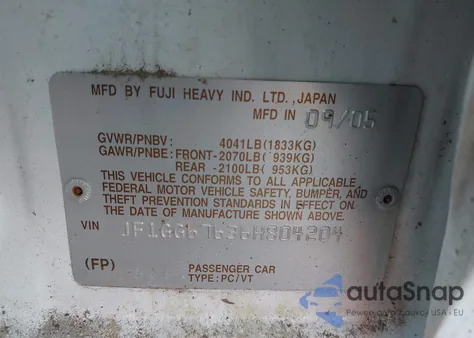 MFD BY FUJI HEAVY IND. LTD.,JAPAN
MFD IN 09/05
GVWR/PNBV: 4041LB(1833KG)
GAWR/PNBE: FRONT-2070LB( 939KG)
REAR -2100LB( 953KG)
THIS VEHICLE CONFORMS TO ALL APPLICABLE
FEDERAL MOTOR VEHICLE SAFETY, BUMPER, AND
THEFT PREVENTION STANDARDS IN EFFECT ON
THE DATE OF MANUFACTURE SHOWN ABOVE.
VIN
(FP)
PASSENGER CAR
TYPE:PC/VT
autoSnap